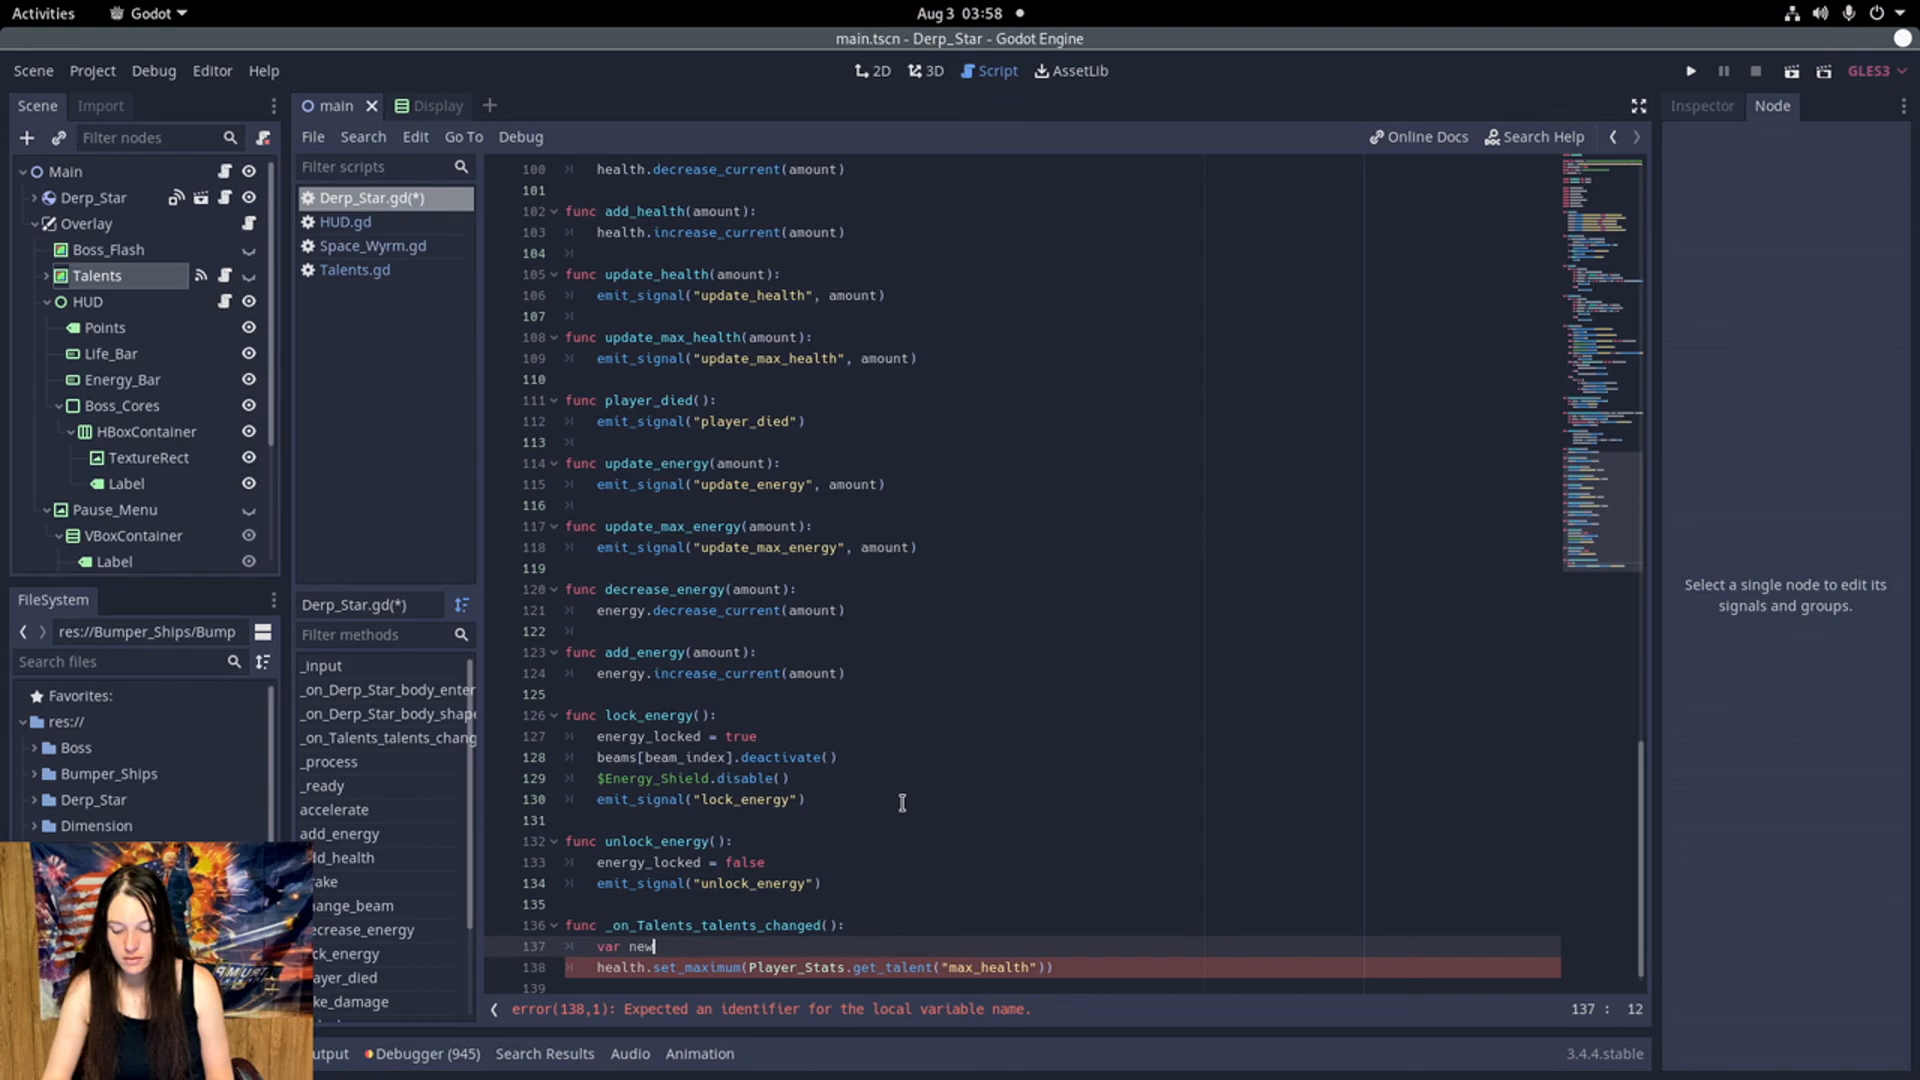 Activities Godot Aug 3 03:58
main.tscn - Derp_Star - Godot Engine
Scene Project Debug Editor Help 2D 3D Script AssetLib GLES3
Scene Import
Filter nodes
Main
Derp_Star
Overlay
Boss_Flash
Talents
HUD
Points
Life_Bar
Energy_Bar
Boss_Cores
HBoxContainer
TextureRect
Label
Pause_Menu
VBoxContainer
Label
FileSystem
res://Bumper_Ships/Bump
Search files
Favorites:
res://
Boss
Bumper_Ships
Derp_Star
Dimension
main Display
File Search Edit Go To Debug Online Docs Search Help
Filter scripts
Derp_Star.gd(*)
HUD.gd
Space_Wyrm.gd
Talents.gd
Derp_Star.gd(*)
Filter methods
_input
_on_Derp_Star_body_enter
_on_Derp_Star_body_shap
_on_Talents_talents_chang
_process
_ready
accelerate
add_energy
dd_health
rake
hange_beam
ecrease_energy
ck_energy
layer_died
ke_damage
100 health.decrease_current(amount)
101
102 func add_health(amount):
103 health.increase_current(amount)
104
105 func update_health(amount):
106 emit_signal("update_health", amount)
107
108 func update_max_health(amount):
109 emit_signal("update_max_health", amount)
110
111 func player_died():
112 emit_signal("player_died")
113
114 func update_energy(amount):
115 emit_signal("update_energy", amount)
116
117 func update_max_energy(amount):
118 emit_signal("update_max_energy", amount)
119
120 func decrease_energy(amount):
121 energy.decrease_current(amount)
122
123 func add_energy(amount):
124 energy.increase_current(amount)
125
126 func lock_energy():
127 energy_locked = true
128 beams[beam_index].deactivate()
129 $Energy_Shield.disable()
130 emit_signal("lock_energy")
131
132 func unlock_energy():
133 energy_locked = false
134 emit_signal("unlock_energy")
135
136 func _on_Talents_talents_changed():
137 var new
138 health.set_maximum(Player_Stats.get_talent("max_health"))
139
error(138,1): Expected an identifier for the local variable name. 137 : 12
utput Debugger (945) Search Results Audio Animation 3.4.4.stable
Inspector Node
Select a single node to edit its
signals and groups.